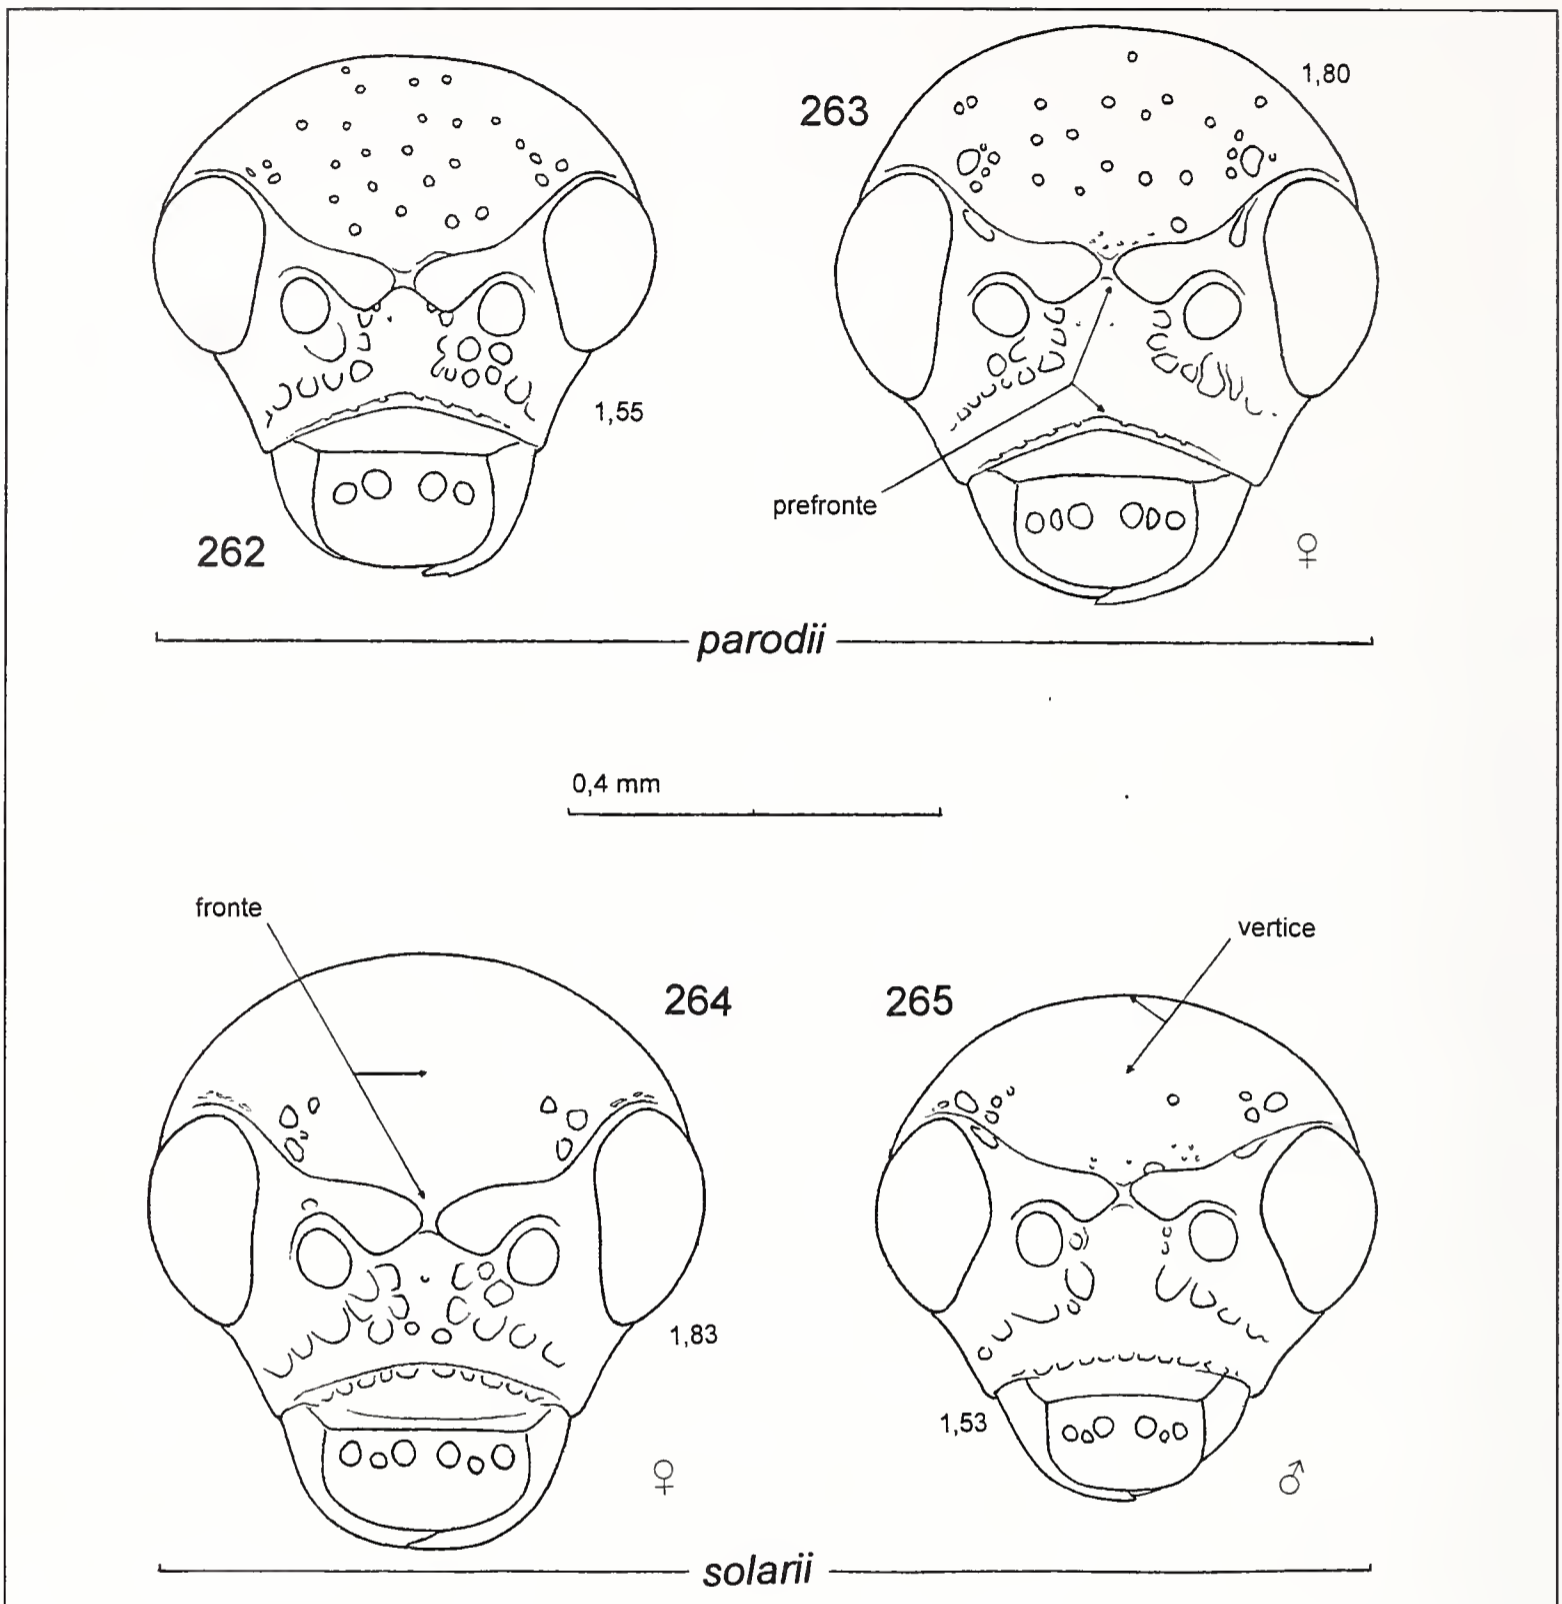 263
1,80
1,55
prefronte
262
♀
parodii
0,4 mm
fronte
vertice
264
265
1,83
1,53
♀
♂
solarii